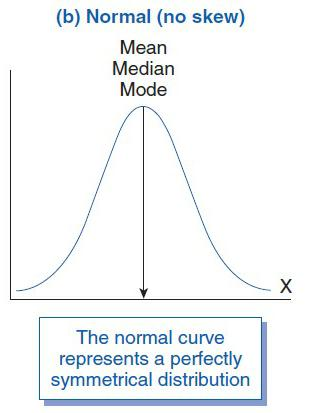 (b) Normal (no skew)
Mean
Median
Mode
X
The normal curve
represents a perfectly
symmetrical distribution